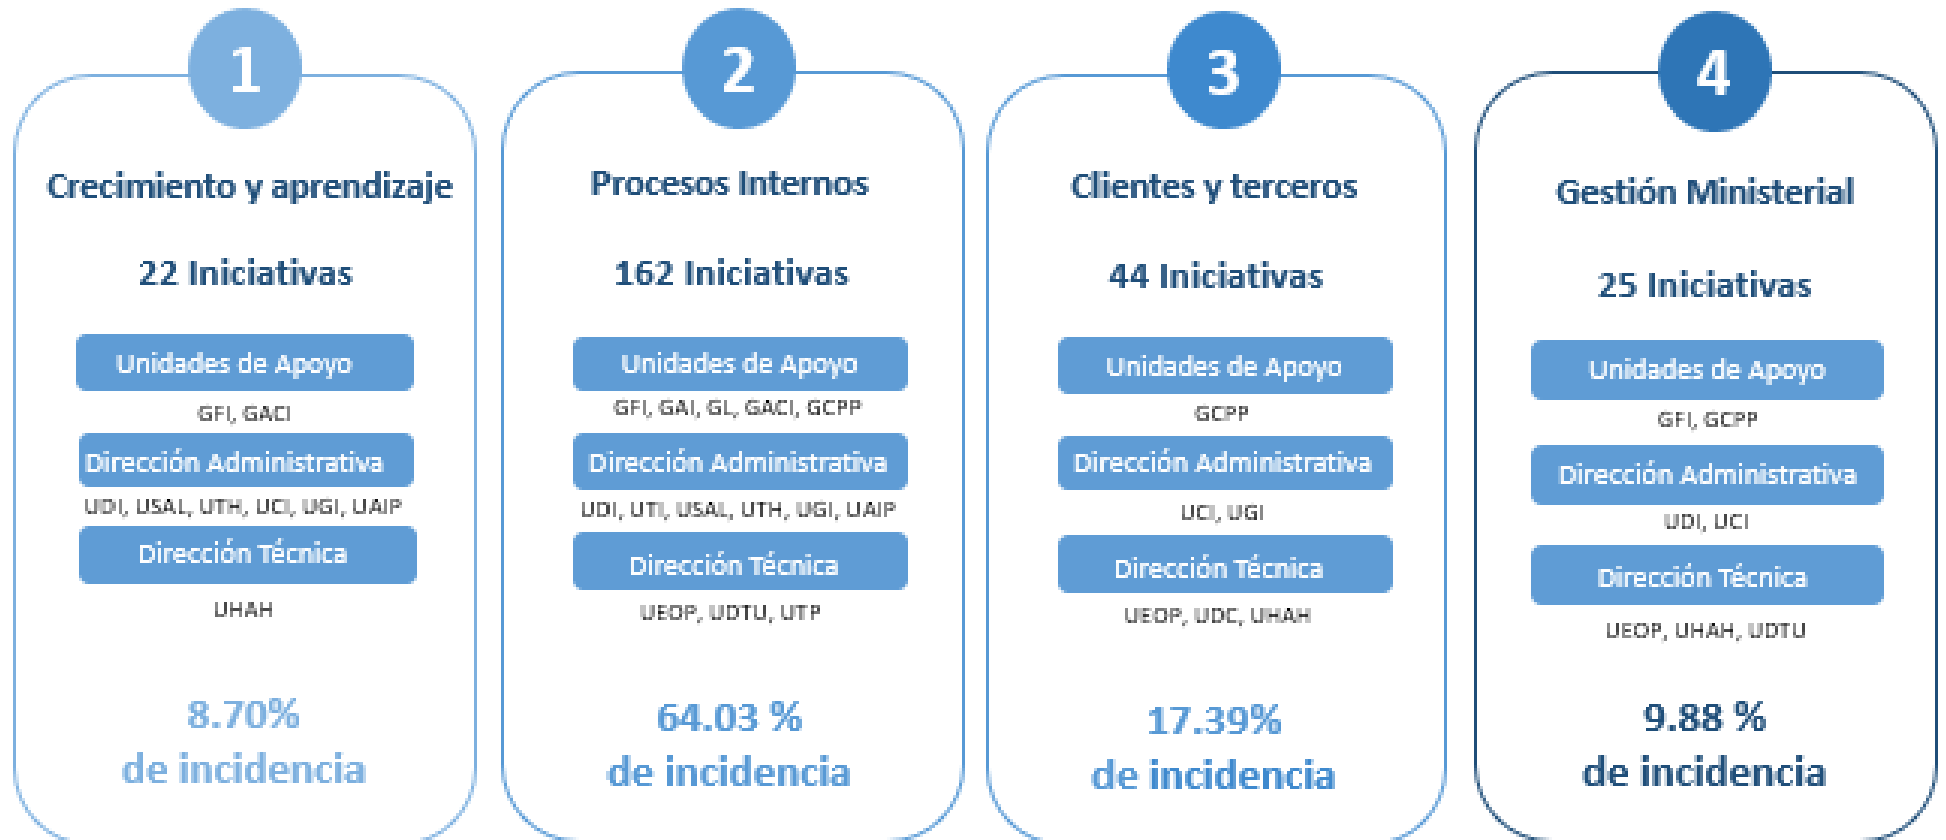 1
Crecimiento y aprendizaje
22 Iniciativas
Unidades de Apoyo
GFI, GACI
Dirección Administrativa
UDI, USAL, UTH, UCI, UGI, UAIP
Dirección Técnica
UHAH
8.70%
de incidencia
2
Procesos Internos
162 Iniciativas
Unidades de Apoyo
GFI, GAI, GL, GACI, GCPP
Dirección Administrativa
UDI, UTI, USAL, UTH, UGI, UAIP
Dirección Técnica
UEOP, UDTU, UTP
64.03 %
de incidencia
3
Clientes y terceros
44 Iniciativas
Unidades de Apoyo
GCPP
Dirección Administrativa
UCI, UGI
Dirección Técnica
UEOP, UDC, UHAH
17.39%
de incidencia
4
Gestión Ministerial
25 Iniciativas
Unidades de Apoyo
GFI, GCPP
Dirección Administrativa
UDI, UCI
Dirección Técnica
UEOP, UHAH, UDTU
9.88 %
de incidencia